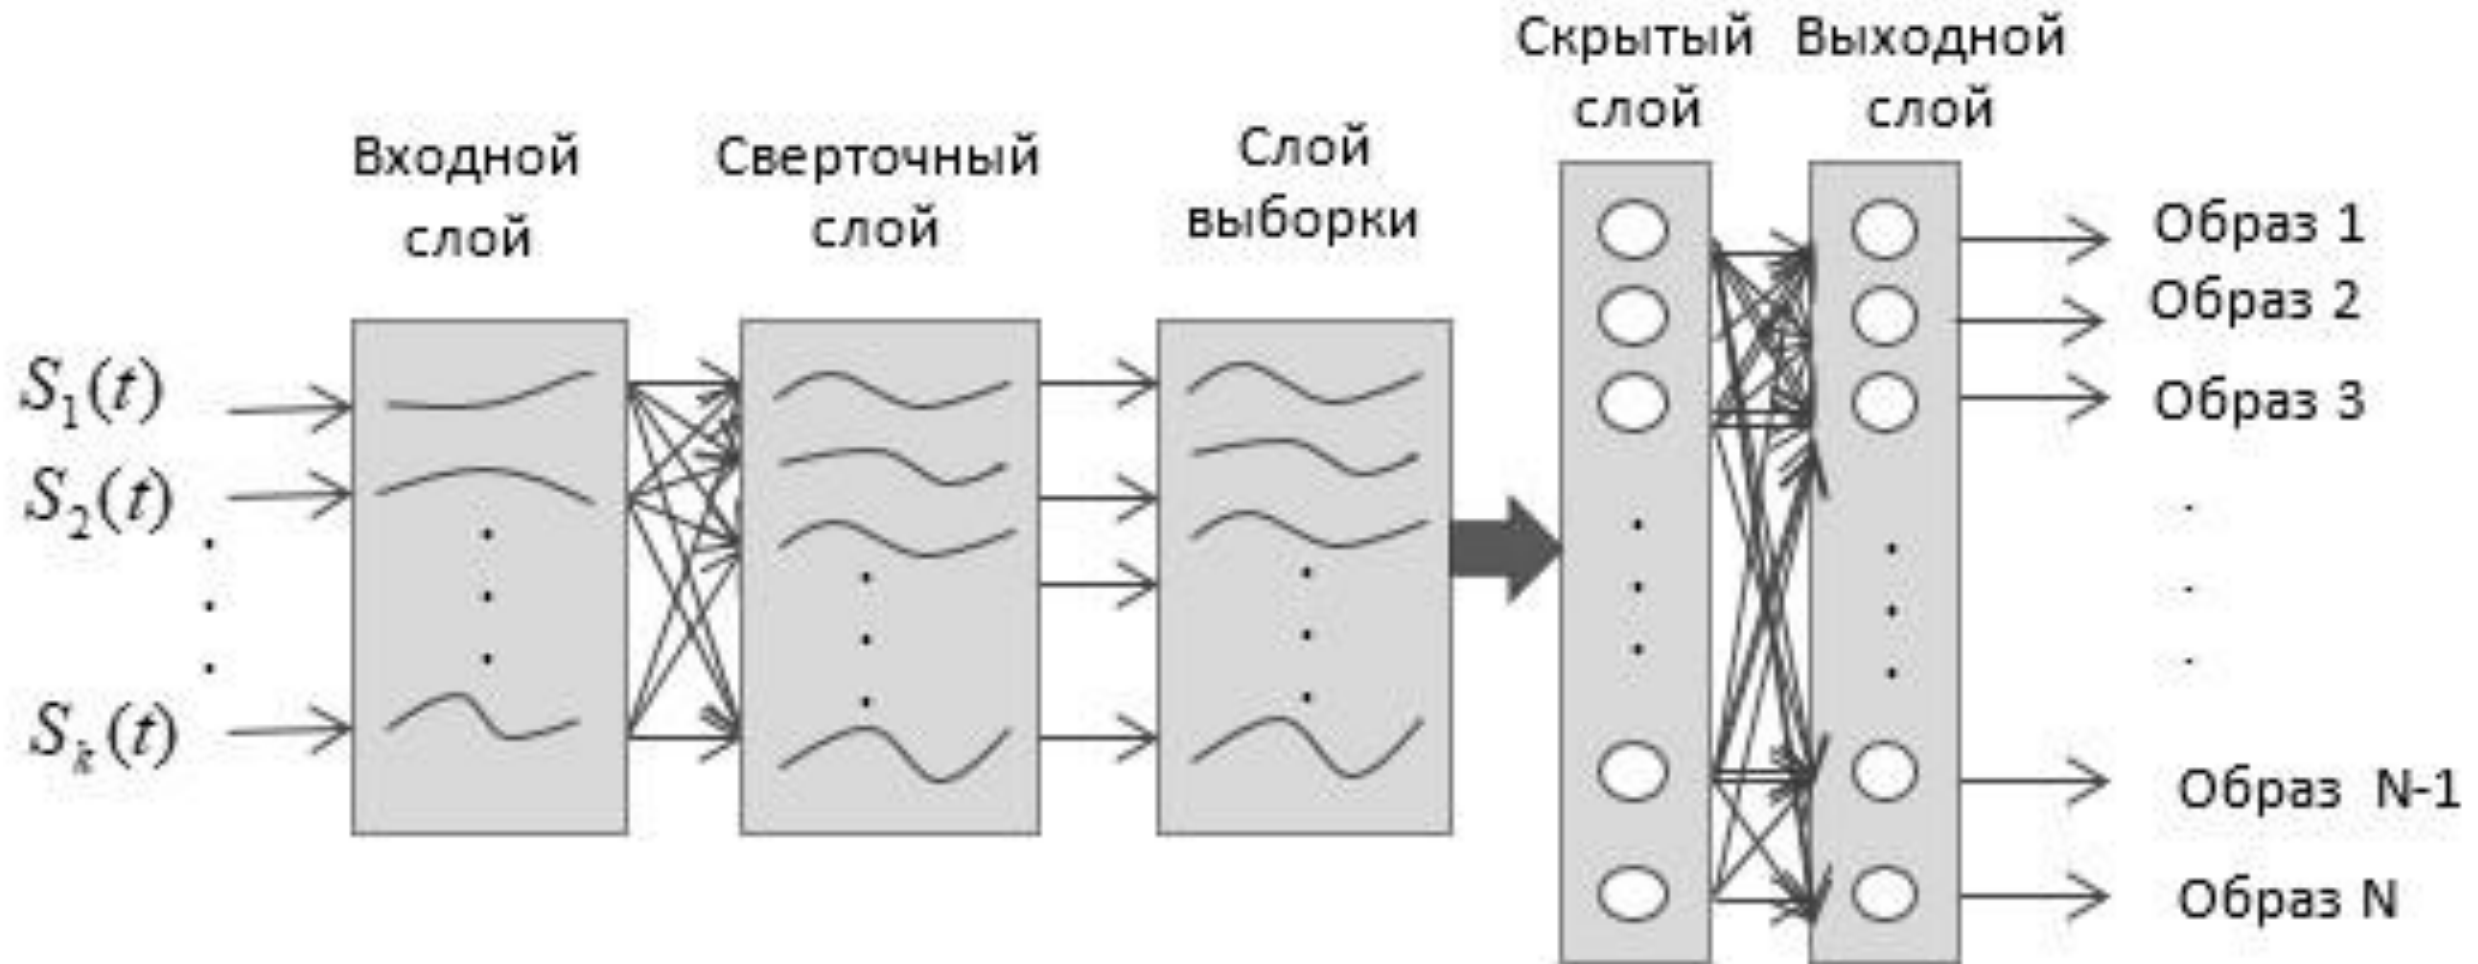 Входной
слой
Сверточный
слой
Слой
выборки
Скрытый
слой
Выходной
слой
S₁(t)
S₂(t)
Sₖ(t)
Образ 1
Образ 2
Образ 3
Образ N-1
Образ N